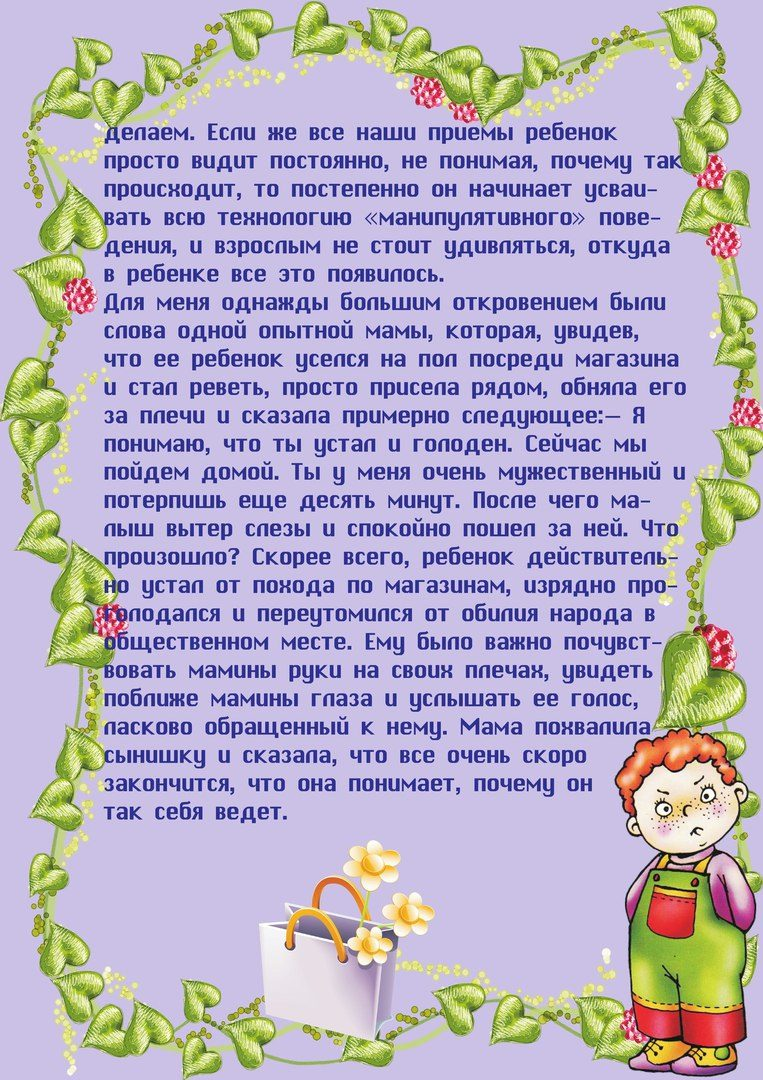 делаем. Если же все наши приемы ребенок
просто видит постоянно, не понимая, почему так
происходит, то постепенно он начинает усваи-
вать всю технологию «манипулятивного» пове-
дения, и взрослым не стоит удивляться, откуда
в ребенке все это появилось.
Для меня однажды большим откровением были
слова одной опытной мамы, которая, увидев,
что ее ребенок уселся на пол посреди магазина
и стал реветь, просто присела рядом, обняла его
за плечи и сказала примерно следующее:— Я
понимаю, что ты устал и голоден. Сейчас мы
пойдем домой. Ты у меня очень мужественный и
потерпишь еще десять минут. После чего ма-
лыш вытер слезы и спокойно пошел за ней. Что
произошло? Скорее всего, ребенок действитель-
но устал от похода по магазинам, изрядно про-
голодался и переутомился от обилия народа в
общественном месте. Ему было важно почувст-
вовать мамины руки на своих плечах, увидеть
поближе мамины глаза и услышать ее голос,
ласково обращенный к нему. Мама похвалила
сынишку и сказала, что все очень скоро
закончится, что она понимает, почему он
так себя ведет.